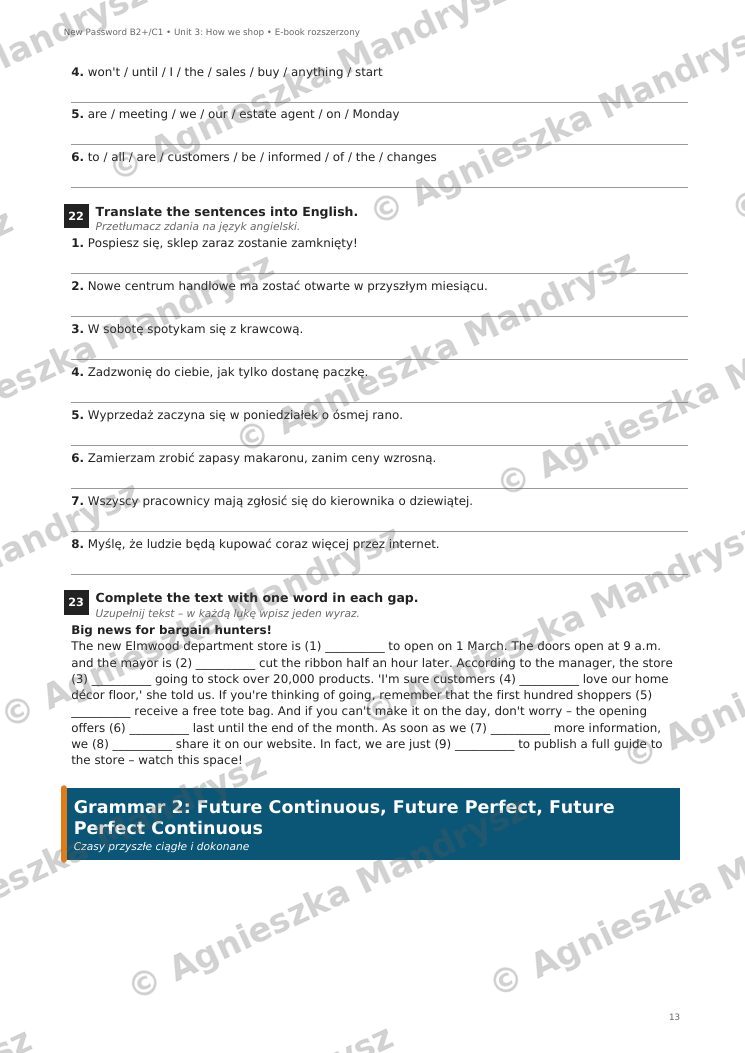 New Password B2+/C1 • Unit 3: How we shop • E-book rozszerzony
4. won't / until / I / the / sales / buy / anything / start
5. are / meeting / we / our / estate agent / on / Monday
6. to / all / are / customers / be / informed / of / the / changes
22 Translate the sentences into English.
Przetłumacz zdania na język angielski.
1. Pospiesz się, sklep zaraz zostanie zamknięty!
2. Nowe centrum handlowe ma zostać otwarte w przyszłym miesiącu.
3. W sobotę spotykam się z krawcową.
4. Zadzwonię do ciebie, jak tylko dostanę paczkę.
5. Wyprzedaż zaczyna się w poniedziałek o ósmej rano.
6. Zamierzam zrobić zapasy makaronu, zanim ceny wzrosną.
7. Wszyscy pracownicy mają zgłosić się do kierownika o dziewiątej.
8. Myślę, że ludzie będą kupować coraz więcej przez internet.
23 Complete the text with one word in each gap.
Uzupełnij tekst – w każdą lukę wpisz jeden wyraz.
Big news for bargain hunters!
The new Elmwood department store is (1) __________ to open on 1 March. The doors open at 9 a.m.
and the mayor is (2) __________ cut the ribbon half an hour later. According to the manager, the store
(3) __________ going to stock over 20,000 products. 'I'm sure customers (4) __________ love our home
décor floor,' she told us. If you're thinking of going, remember that the first hundred shoppers (5)
__________ receive a free tote bag. And if you can't make it on the day, don't worry – the opening
offers (6) __________ last until the end of the month. As soon as we (7) __________ more information,
we (8) __________ share it on our website. In fact, we are just (9) __________ to publish a full guide to
the store – watch this space!
Grammar 2: Future Continuous, Future Perfect, Future
Perfect Continuous
Czasy przyszłe ciągłe i dokonane
13
© Agnieszka Mandrysz